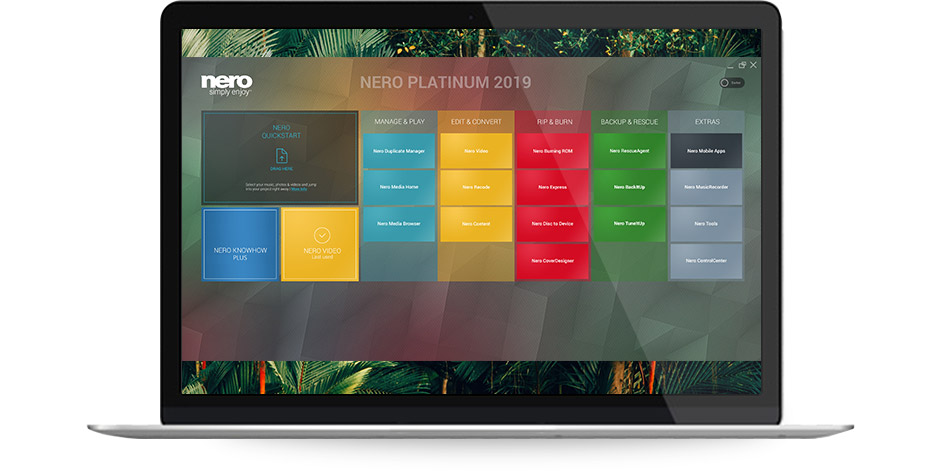 nero
simply enjoy
NERO PLATINUM 2019
NERO
QUICKSTART
DRAG HERE
Select your music, photos & videos and jump
into your project right away! More info
NERO KNOWHOW
PLUS
NERO VIDEO
Last used
MANAGE & PLAY
Nero Duplicate Manager
Nero Media Home
Nero Media Browser
EDIT & CONVERT
Nero Video
Nero Recode
RIP & BURN
Nero Burning ROM
Nero Express
Nero Disc to Device
Nero CoverDesigner
BACKUP & RESCUE
Nero RescueAgent
Nero BackItUp
Nero TuneItUp
EXTRAS
Nero Mobile Apps
Nero MusicRecorder
Nero Tools
Nero ControlCenter